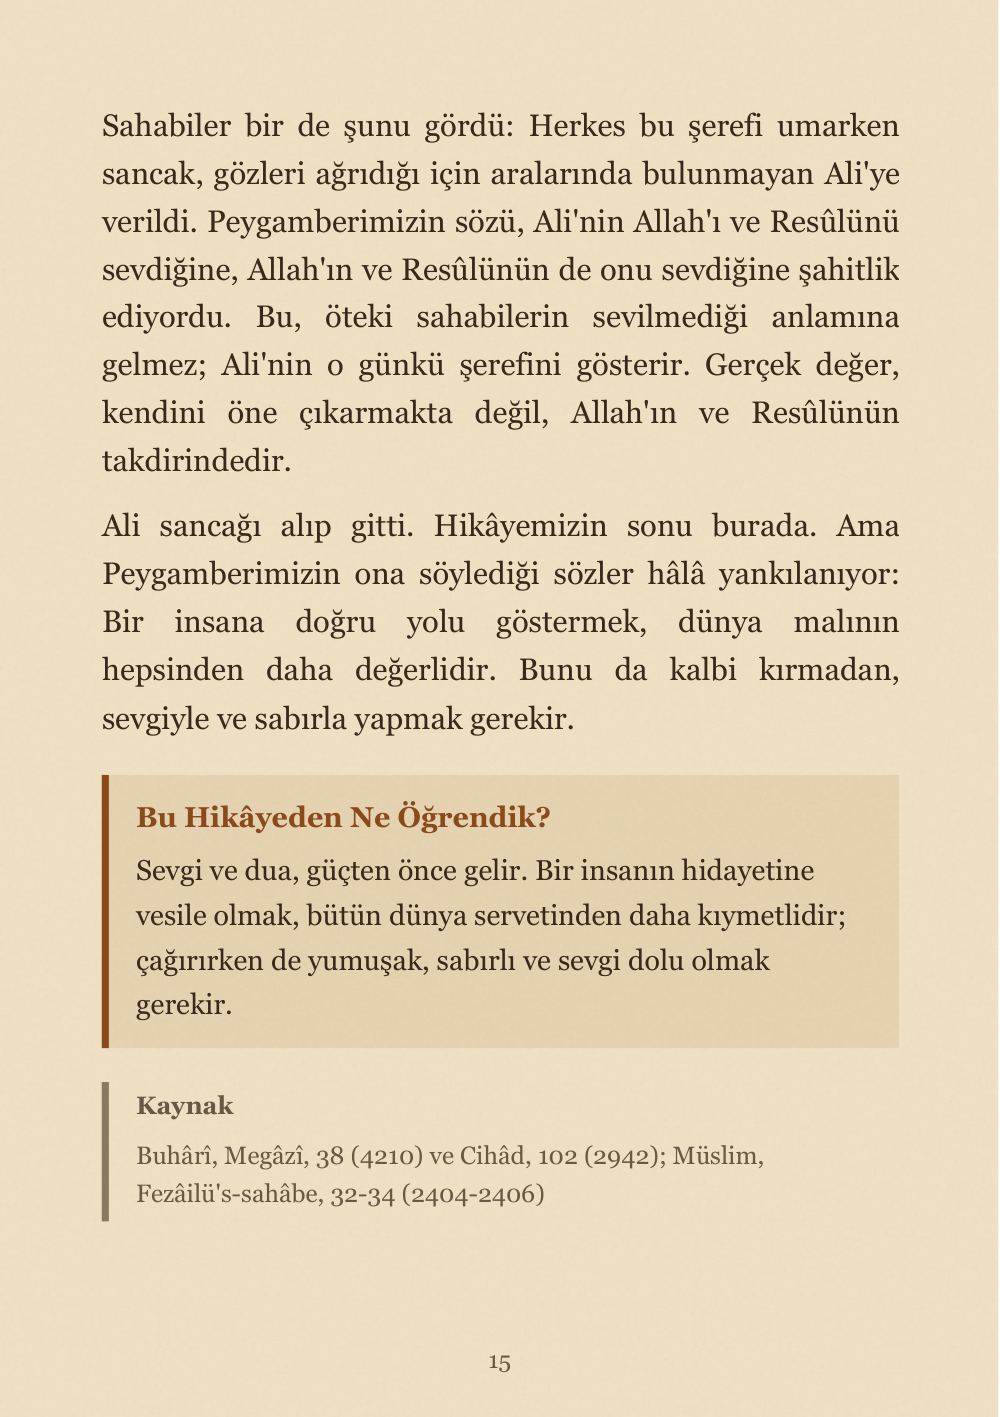 Sahabiler bir de şunu gördü: Herkes bu şerefi umarken
sancak, gözleri ağrıdığı için aralarında bulunmayan Ali'ye
verildi. Peygamberimizin sözü, Ali'nin Allah'ı ve Resûlünü
sevdiğine, Allah'ın ve Resûlünün de onu sevdiğine şahitlik
ediyordu. Bu, öteki sahabilerin sevilmediği anlamına
gelmez; Ali'nin o günkü şerefini gösterir. Gerçek değer,
kendini öne çıkarmakta değil, Allah'ın ve Resûlünün
takdirindedir.
Ali sancağı alıp gitti. Hikâyemizin sonu burada. Ama
Peygamberimizin ona söylediği sözler hâlâ yankılanıyor:
Bir insana doğru yolu göstermek, dünya malının
hepsinden daha değerlidir. Bunu da kalbi kırmadan,
sevgiyle ve sabırla yapmak gerekir.
Bu Hikâyeden Ne Öğrendik?
Sevgi ve dua, güçten önce gelir. Bir insanın hidayetine
vesile olmak, bütün dünya servetinden daha kıymetlidir;
çağırırken de yumuşak, sabırlı ve sevgi dolu olmak
gerekir.
Kaynak
Buhârî, Megâzî, 38 (4210) ve Cihâd, 102 (2942); Müslim,
Fezâilü's-sahâbe, 32-34 (2404-2406)
15